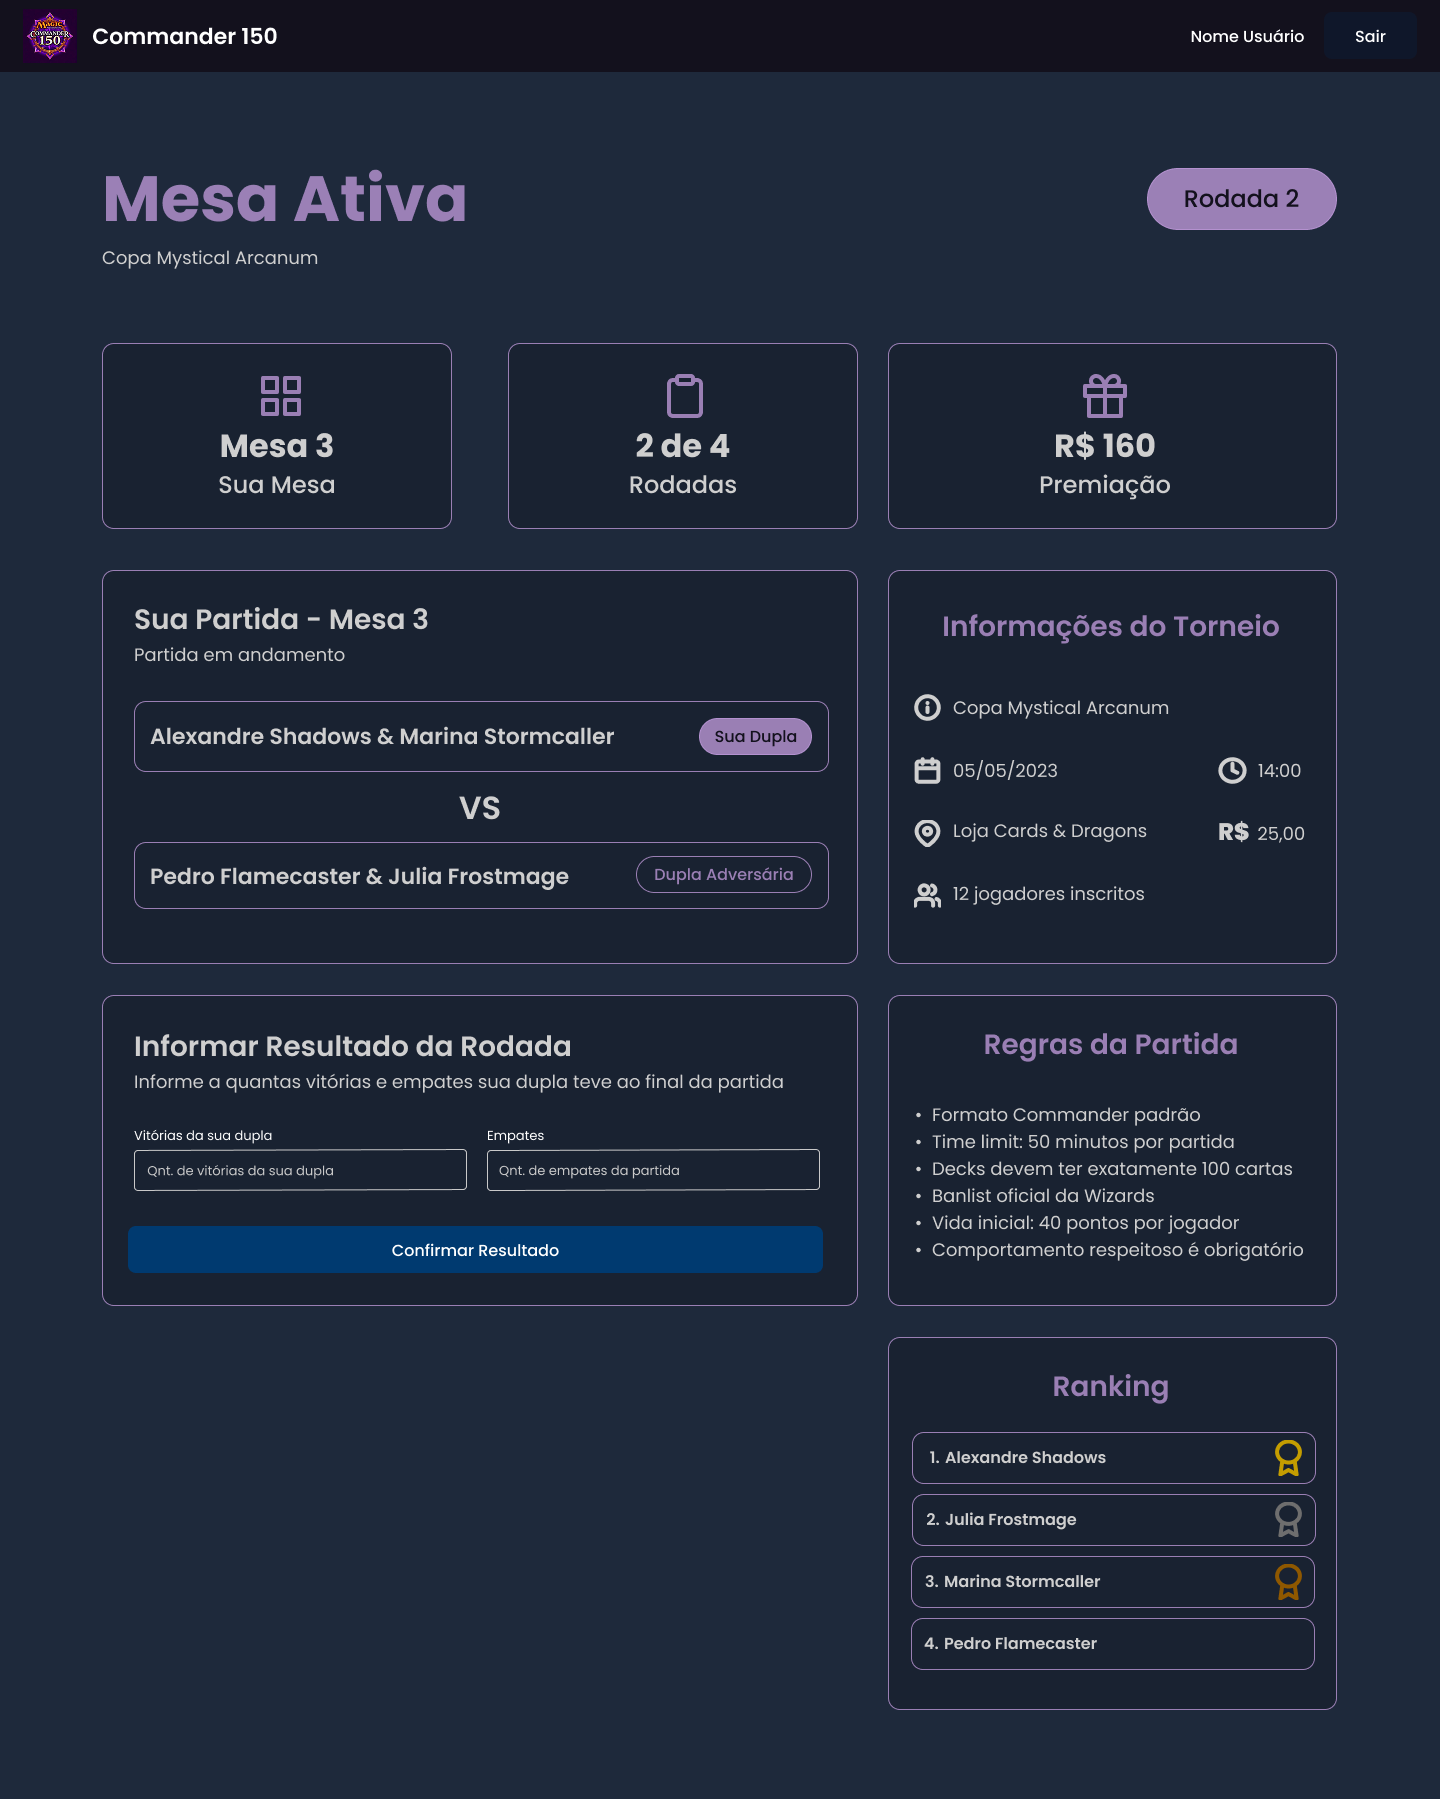 MAGIC
COMMANDER
150
Commander 150
Nome Usuário
Sair
Mesa Ativa
Rodada 2
Copa Mystical Arcanum
Mesa 3
Sua Mesa
2 de 4
Rodadas
R$ 160
Premiação
Sua Partida - Mesa 3
Partida em andamento
Alexandre Shadows & Marina Stormcaller
Sua Dupla
VS
Pedro Flamecaster & Julia Frostmage
Dupla Adversária
Informações do Torneio
Copa Mystical Arcanum
05/05/2023
14:00
Loja Cards & Dragons
R$ 25,00
12 jogadores inscritos
Informar Resultado da Rodada
Informe a quantas vitórias e empates sua dupla teve ao final da partida
Vitórias da sua dupla
Empates
Qnt. de vitórias da sua dupla
Qnt. de empates da partida
Confirmar Resultado
Regras da Partida
• Formato Commander padrão
• Time limit: 50 minutos por partida
• Decks devem ter exatamente 100 cartas
• Banlist oficial da Wizards
• Vida inicial: 40 pontos por jogador
• Comportamento respeitoso é obrigatório
Ranking
1. Alexandre Shadows
2. Julia Frostmage
3. Marina Stormcaller
4. Pedro Flamecaster